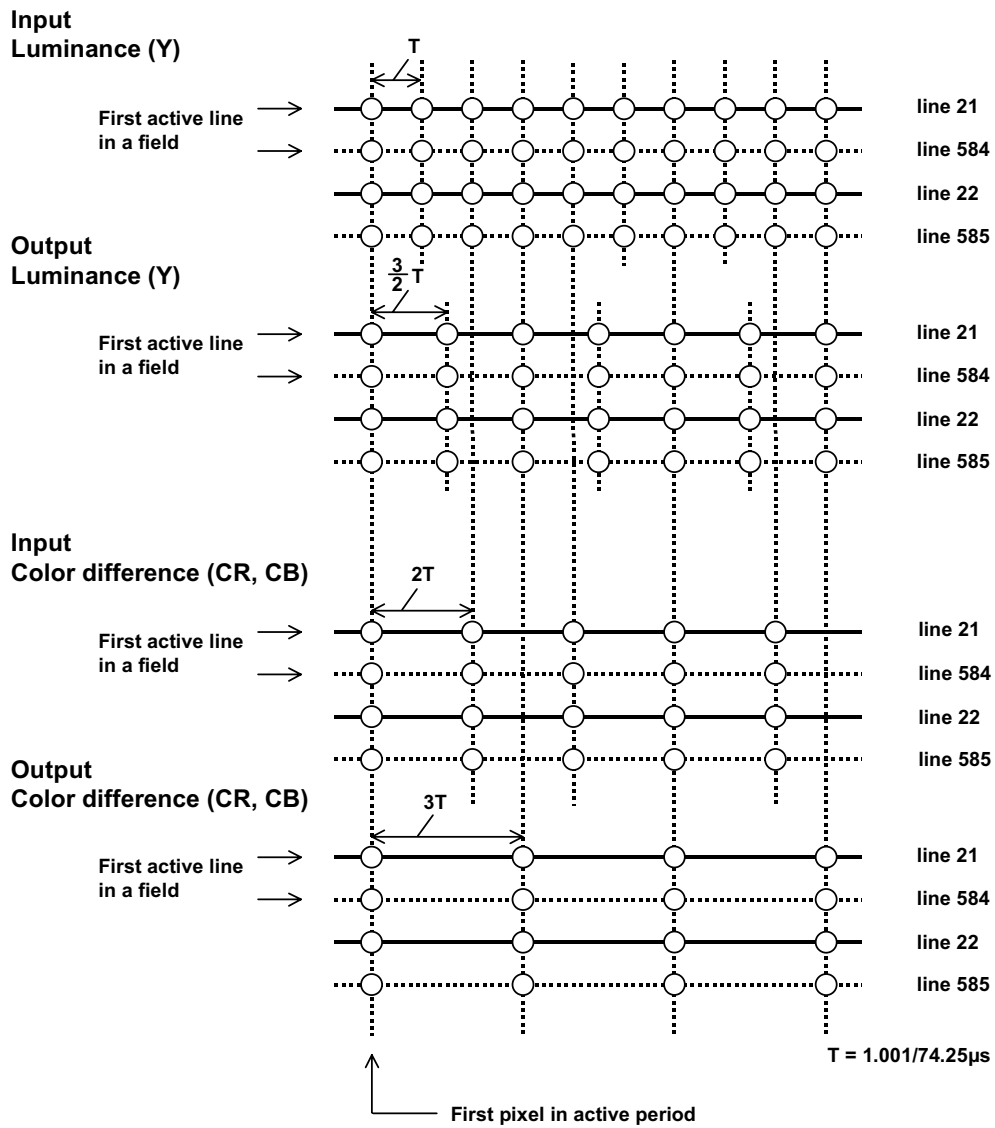 Input
Luminance (Y)
T
First active line
in a field
line 21
line 584
line 22
line 585
Output
Luminance (Y)
3/2 T
First active line
in a field
line 21
line 584
line 22
line 585
Input
Color difference (CR, CB)
2T
First active line
in a field
line 21
line 584
line 22
line 585
Output
Color difference (CR, CB)
3T
First active line
in a field
line 21
line 584
line 22
line 585
T = 1.001/74.25µs
First pixel in active period